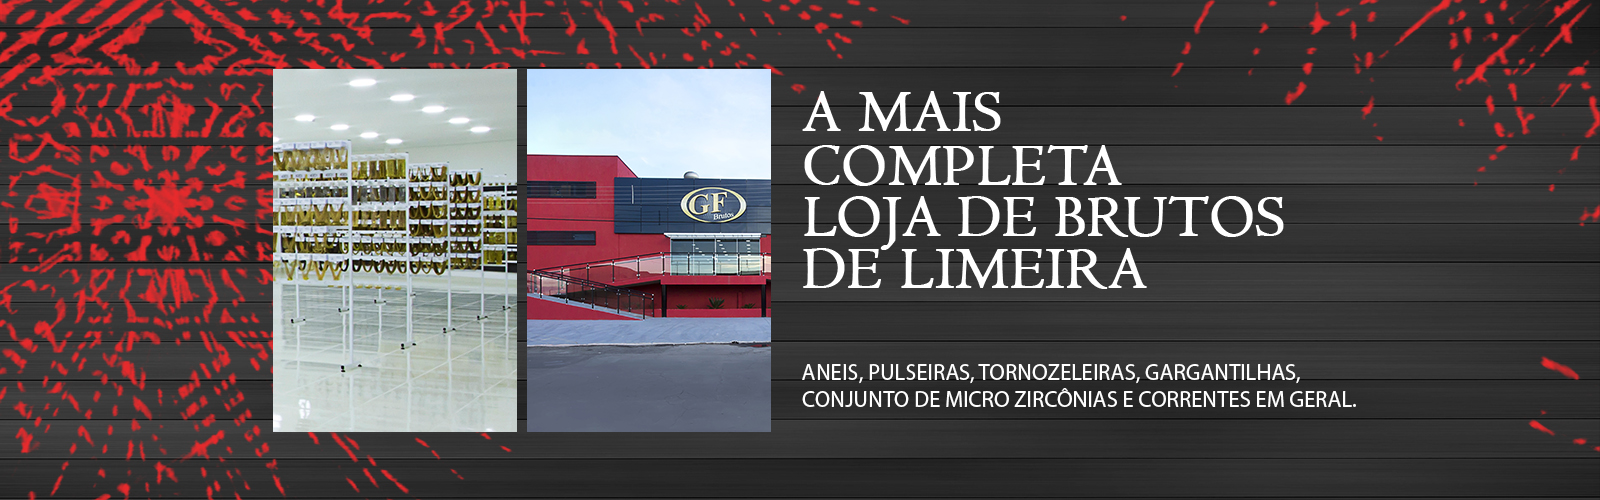 GF
Brutos
A MAIS
COMPLETA
LOJA DE BRUTOS
DE LIMEIRA
ANEIS, PULSEIRAS, TORNOZELEIRAS, GARGANTILHAS,
CONJUNTO DE MICRO ZIRCÔNIAS E CORRENTES EM GERAL.